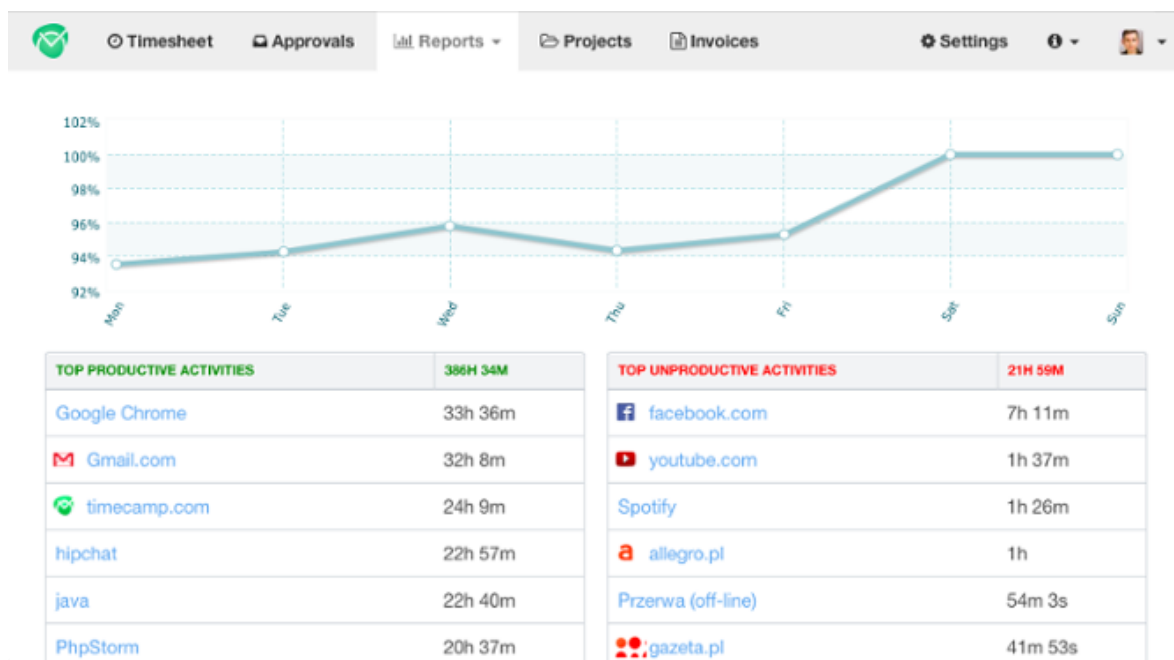 Timesheet Approvals Reports Projects Invoices Settings
102%
100%
98%
96%
94%
92%
Mon Tue Wed Thu Fri Sat Sun
TOP PRODUCTIVE ACTIVITIES 386H 34M
Google Chrome 33h 36m
Gmail.com 32h 8m
timecamp.com 24h 9m
hipchat 22h 57m
java 22h 40m
PhpStorm 20h 37m
TOP UNPRODUCTIVE ACTIVITIES 21H 59M
facebook.com 7h 11m
youtube.com 1h 37m
Spotify 1h 26m
allegro.pl 1h
Przerwa (off-line) 54m 3s
gazeta.pl 41m 53s